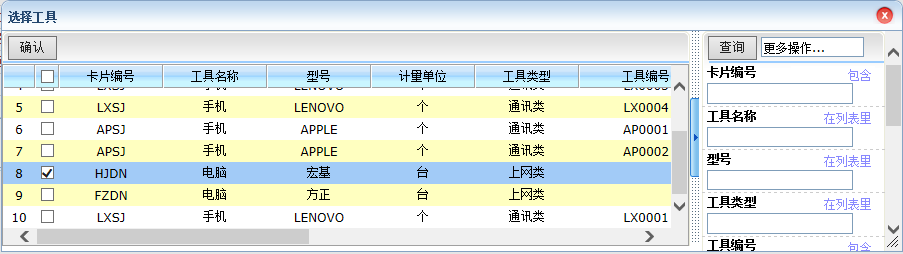 选择工具
确认
卡片编号 工具名称 型号 计量单位 工具类型 工具编号
5 LXSJ 手机 LENOVO 个 通讯类 LX0004
6 APSJ 手机 APPLE 个 通讯类 AP0001
7 APSJ 手机 APPLE 个 通讯类 AP0002
8 HJDN 电脑 宏基 台 上网类
9 FZDN 电脑 方正 台 上网类
10 LXSJ 手机 LENOVO 个 通讯类 LX0001
查询 更多操作...
卡片编号 包含
工具名称 在列表里
型号 在列表里
工具类型 在列表里
工具编号 包含